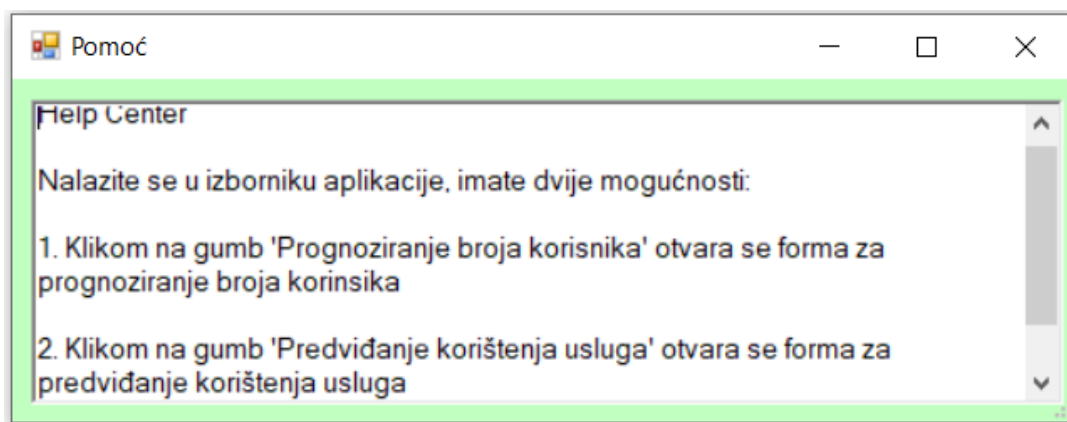 Pomoć
Help Center
Nalazite se u izborniku aplikacije, imate dvije mogućnosti:
1. Klikom na gumb 'Prognoziranje broja korisnika' otvara se forma za
prognoziranje broja korinsika
2. Klikom na gumb 'Predviđanje korištenja usluga' otvara se forma za
predviđanje korištenja usluga